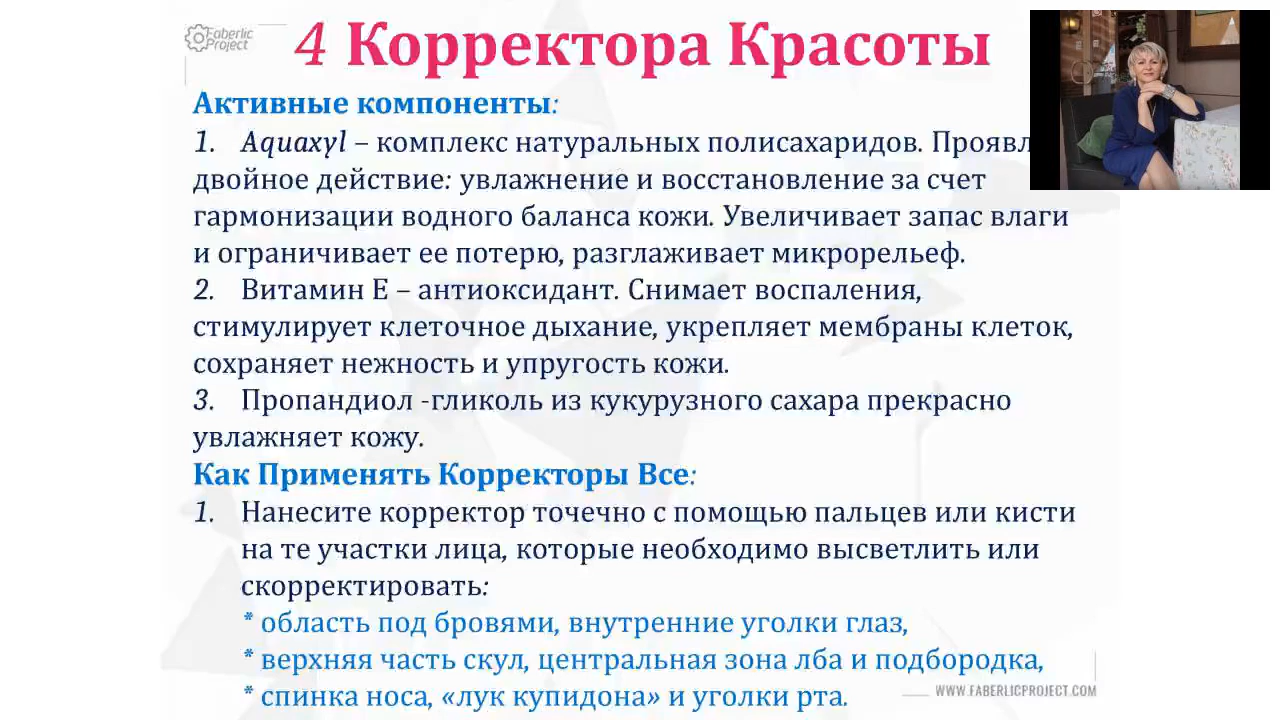 Faberlic
Project
4 Корректора Красоты
Активные компоненты:
1. Aquaxyl – комплекс натуральных полисахаридов.
двойное действие: увлажнение и восстановление за счет
гармонизации водного баланса кожи. Увеличивает запас влаги
и ограничивает ее потерю, разглаживает микрорельеф.
2. Витамин Е – антиоксидант. Снимает воспаления,
стимулирует клеточное дыхание, укрепляет мембраны клеток,
сохраняет нежность и упругость кожи.
3. Пропандиол -гликоль из кукурузного сахара прекрасно
увлажняет кожу.
Как Применять Корректоры Все:
1. Нанесите корректор точечно с помощью пальцев или кисти
на те участки лица, которые необходимо высветлить или
скорректировать:
* область под бровями, внутренние уголки глаз,
* верхняя часть скул, центральная зона лба и подбородка,
* спинка носа, «лук купидона» и уголки рта.
WWW.FABERLICPROJECT.COM